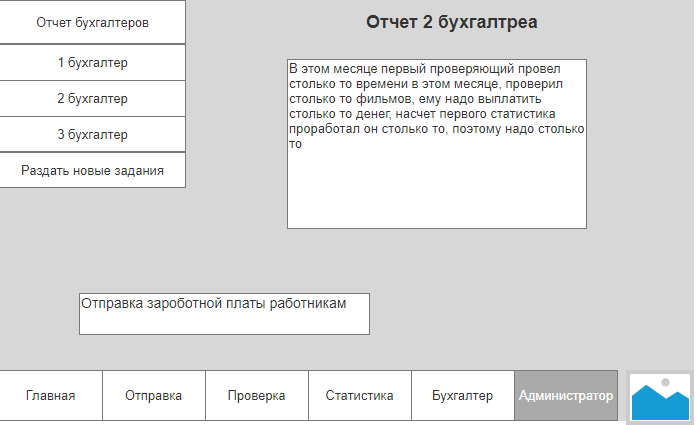 Отчет бухгалтеров
1 бухгалтер
2 бухгалтер
3 бухгалтер
Раздать новые задания
Отчет 2 бухгалтреа
В этом месяце первый проверяющий провел
столько то времени в этом месяце, проверил
столько то фильмов, ему надо выплатить
столько то денег, насчет первого статистика
проработал он столько то, поэтому надо столько
то
Отправка зароботной платы работникам
Главная
Отправка
Проверка
Статистика
Бухгалтер
Администратор